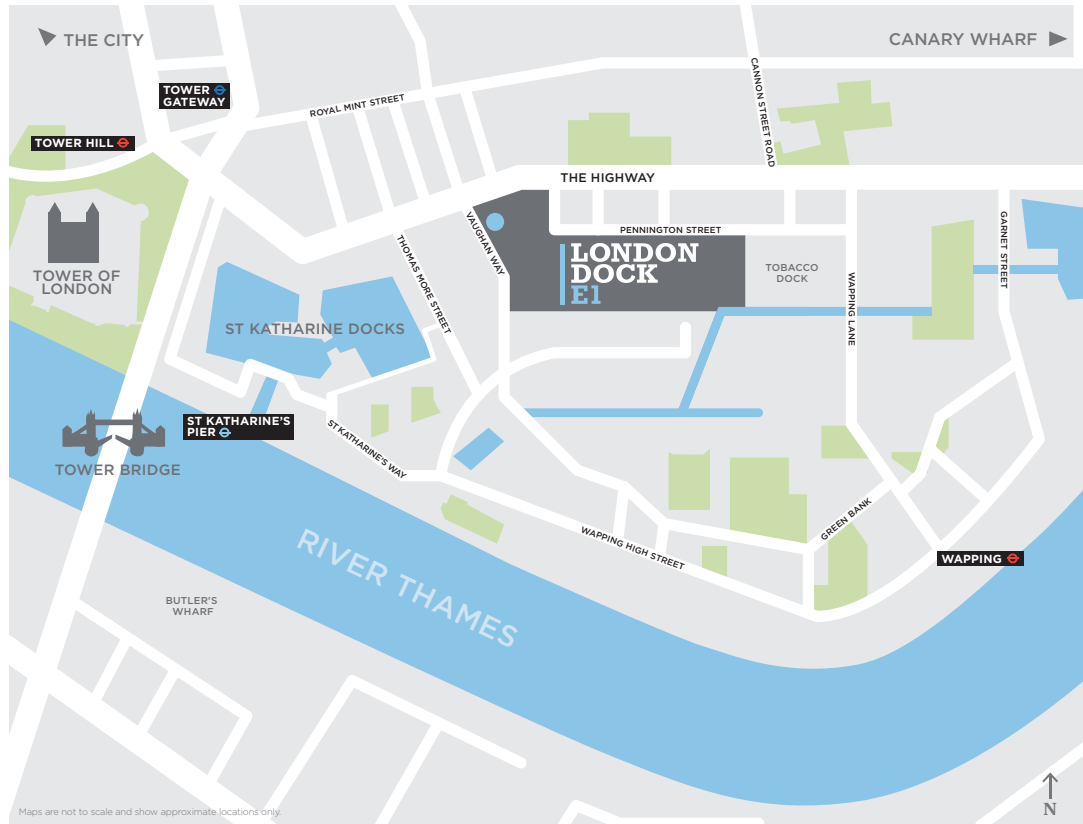 THE CITY
CANARY WHARF
TOWER
GATEWAY
ROYAL MINT STREET
CANNON STREET ROAD
TOWER HILL
THE HIGHWAY
VAUGHAN WAY
PENNINGTON STREET
GARNET STREET
TOWER OF
LONDON
THOMAS MORE STREET
LONDON
DOCK
E1
TOBACCO
DOCK
WAPPING LANE
ST KATHARINE DOCKS
ST KATHARINE'S
PIER
ST KATHARINE'S WAY
TOWER BRIDGE
GREEN BANK
WAPPING HIGH STREET
RIVER THAMES
WAPPING
BUTLER'S
WHARF
Maps are not to scale and show approximate locations only.
N